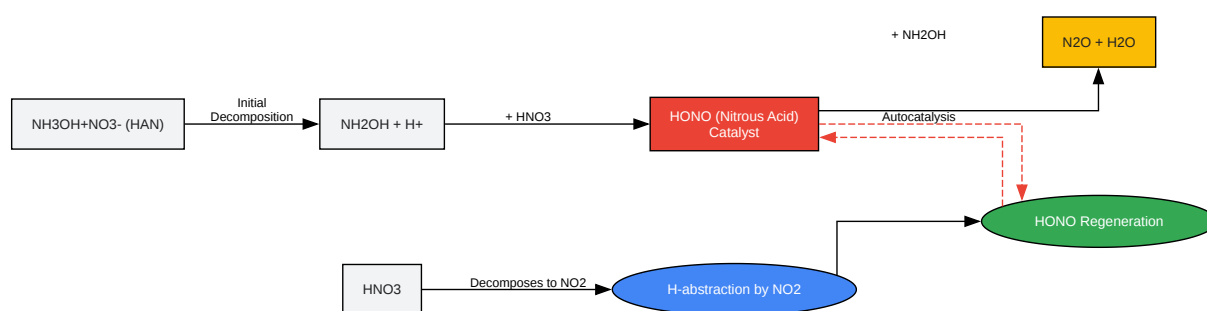 + NH2OH
N2O + H2O
NH3OH+NO3- (HAN)
Initial
Decomposition
NH2OH + H+
+ HNO3
HONO (Nitrous Acid)
Catalyst
Autocatalysis
HONO Regeneration
HNO3
Decomposes to NO2
H-abstraction by NO2